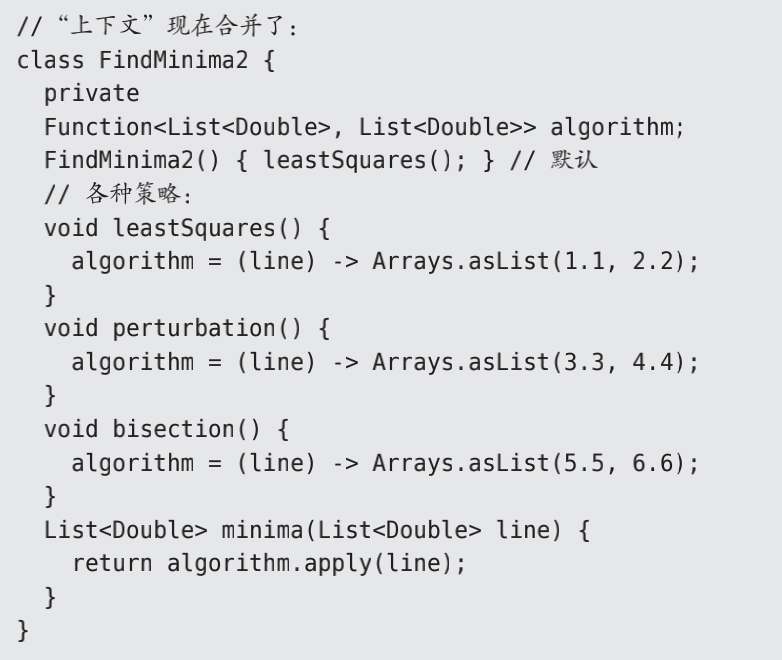 // “上下文”现在合并了:
class FindMinima2 {
  private
  Function<List<Double>, List<Double>> algorithm;
  FindMinima2() { leastSquares(); } // 默认
  // 各种策略:
  void leastSquares() {
    algorithm = (line) -> Arrays.asList(1.1, 2.2);
  }
  void perturbation() {
    algorithm = (line) -> Arrays.asList(3.3, 4.4);
  }
  void bisection() {
    algorithm = (line) -> Arrays.asList(5.5, 6.6);
  }
  List<Double> minima(List<Double> line) {
    return algorithm.apply(line);
  }
}